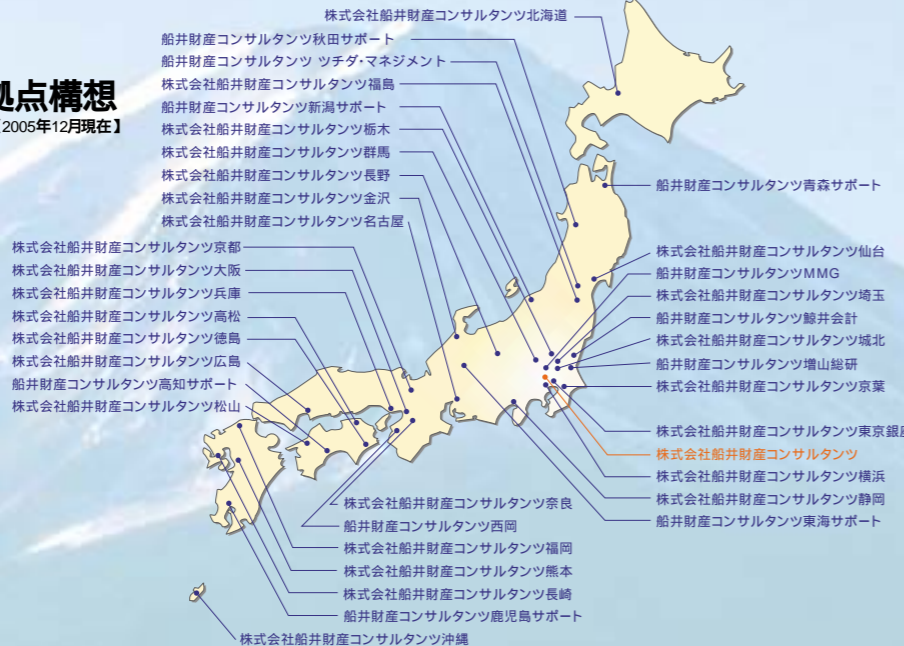 拠点構想
【2005年12月現在】
株式会社船井財産コンサルタンツ北海道
船井財産コンサルタンツ秋田サポート
船井財産コンサルタンツ ツチダ・マネジメント
株式会社船井財産コンサルタンツ福島
船井財産コンサルタンツ新潟サポート
株式会社船井財産コンサルタンツ栃木
株式会社船井財産コンサルタンツ群馬
株式会社船井財産コンサルタンツ長野
株式会社船井財産コンサルタンツ金沢
株式会社船井財産コンサルタンツ名古屋
株式会社船井財産コンサルタンツ京都
株式会社船井財産コンサルタンツ大阪
株式会社船井財産コンサルタンツ兵庫
株式会社船井財産コンサルタンツ高松
株式会社船井財産コンサルタンツ徳島
株式会社船井財産コンサルタンツ広島
船井財産コンサルタンツ高知サポート
株式会社船井財産コンサルタンツ松山
船井財産コンサルタンツ青森サポート
株式会社船井財産コンサルタンツ仙台
船井財産コンサルタンツMMG
株式会社船井財産コンサルタンツ埼玉
船井財産コンサルタンツ鯨井会計
株式会社船井財産コンサルタンツ城北
船井財産コンサルタンツ増山総研
株式会社船井財産コンサルタンツ京葉
株式会社船井財産コンサルタンツ東京銀座
株式会社船井財産コンサルタンツ
株式会社船井財産コンサルタンツ横浜
株式会社船井財産コンサルタンツ静岡
船井財産コンサルタンツ東海サポート
株式会社船井財産コンサルタンツ奈良
船井財産コンサルタンツ西岡
株式会社船井財産コンサルタンツ福岡
株式会社船井財産コンサルタンツ熊本
株式会社船井財産コンサルタンツ長崎
船井財産コンサルタンツ鹿児島サポート
株式会社船井財産コンサルタンツ沖縄